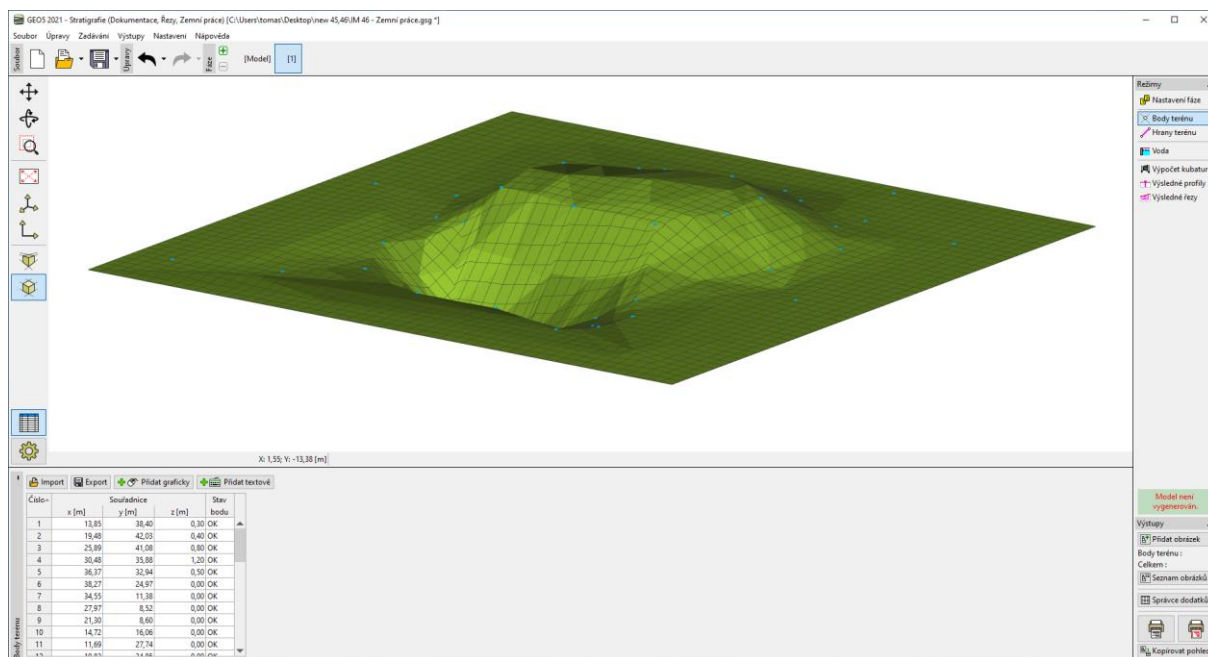 GEO5 2021 - Stratigrafie (Dokumentace, Řezy, Zemní práce) [C:\Users\tomas\Desktop\new 45,46\IM 46 - Zemní práce.gsg *]
Soubor Úpravy Zadávání Výstupy Nastavení Nápověda
Soubor
Úpravy
Fáze
[Model] [1]
Režimy
Nastavení fáze
Body terénu
Hrany terénu
Voda
Výpočet kubatur
Výsledné profily
Výsledné řezy
X: 1,55; Y: -13,38 [m]
Import Export Přidat graficky Přidat textově
Číslo Souřadnice Stav
x [m] y [m] z [m] bodu
1 13,85 38,40 0,30 OK
2 19,48 42,03 0,40 OK
3 25,89 41,08 0,80 OK
4 30,48 35,88 1,20 OK
5 36,37 32,94 0,50 OK
6 38,27 24,97 0,00 OK
7 34,55 11,38 0,00 OK
8 27,97 8,52 0,00 OK
9 21,30 8,60 0,00 OK
10 14,72 16,06 0,00 OK
11 11,69 27,74 0,00 OK
Body terénu
Model není
vygenerován.
Výstupy
Přidat obrázek
Body terénu :
Celkem :
Seznam obrázků
Správce dodatků
Kopírovat pohled